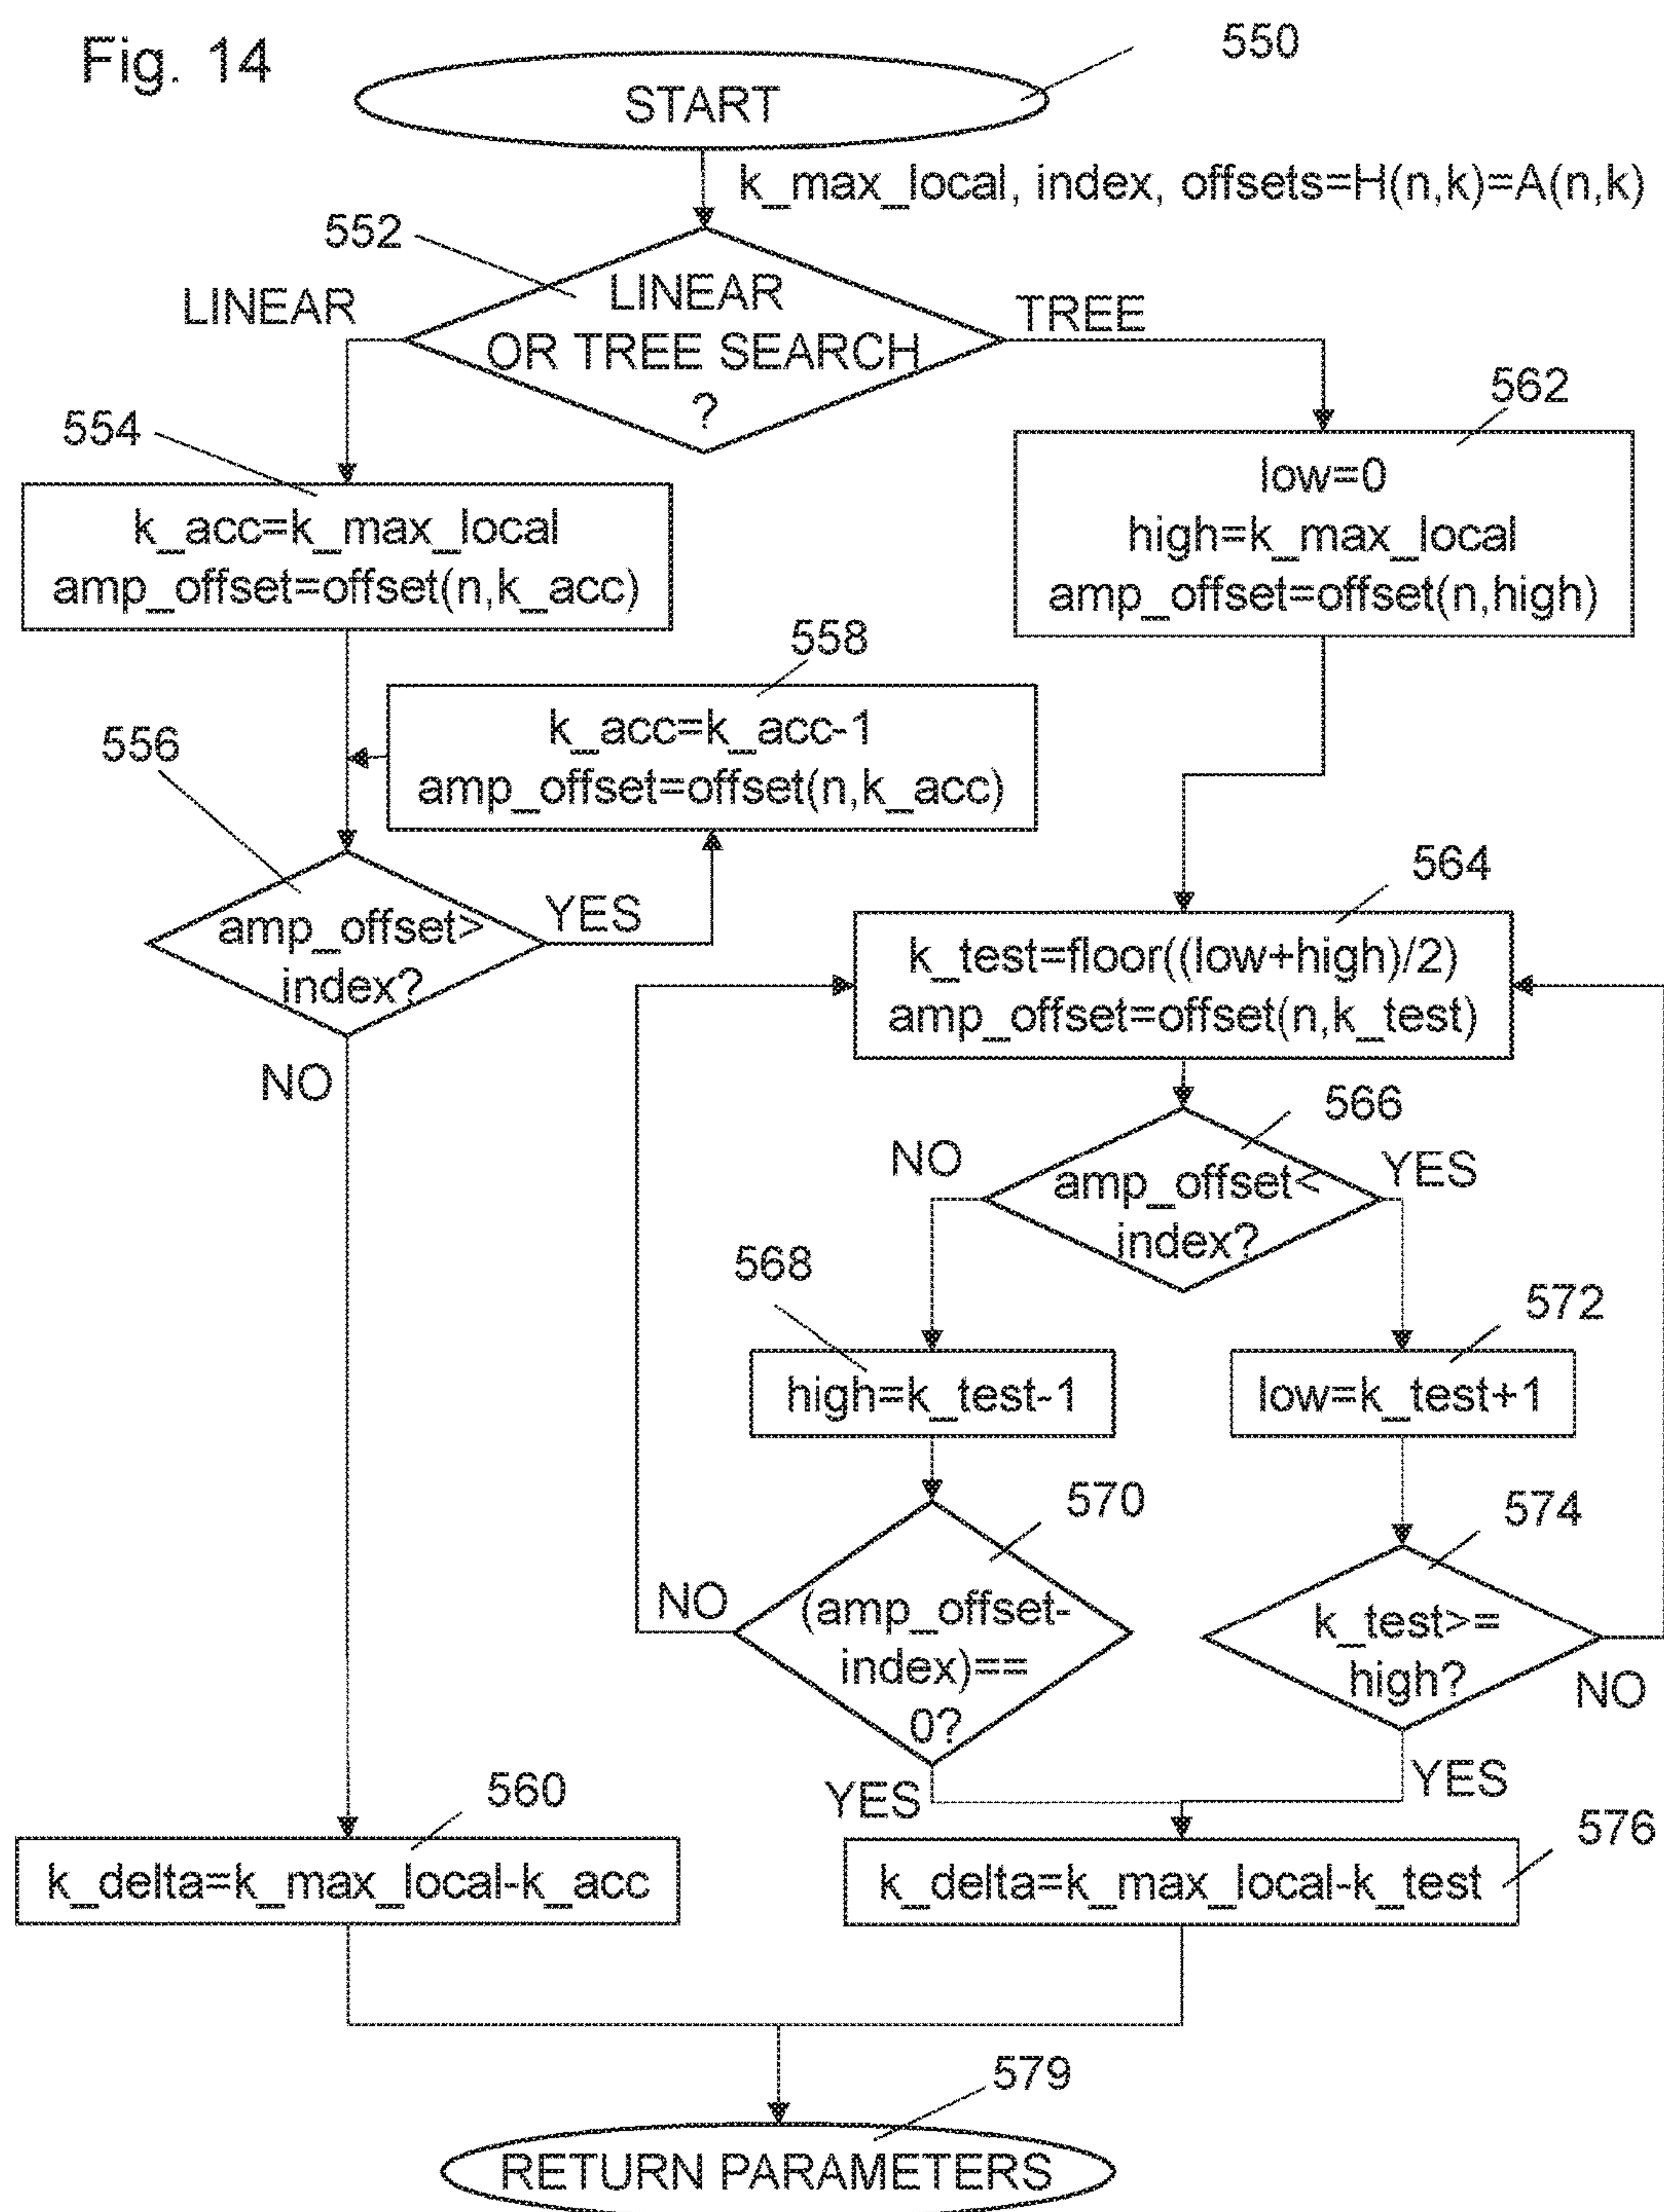 Fig. 14
550
START
k_max_local, index, offsets=H(n,k)=A(n,k)
552
LINEAR
LINEAR
OR TREE SEARCH
?
TREE
554
k_acc=k_max_local
amp_offset=offset(n,k_acc)
562
low=0
high=k_max_local
amp_offset=offset(n,high)
558
k_acc=k_acc-1
amp_offset=offset(n,k_acc)
556
amp_offset>
index?
YES
NO
564
k_test=floor((low+high)/2)
amp_offset=offset(n,k_test)
566
NO
amp_offset<
index?
YES
568
high=k_test-1
572
low=k_test+1
570
NO
(amp_offset-
index)==
0?
YES
574
k_test>=
high?
NO
YES
560
k_delta=k_max_local-k_acc
576
k_delta=k_max_local-k_test
579
RETURN PARAMETERS